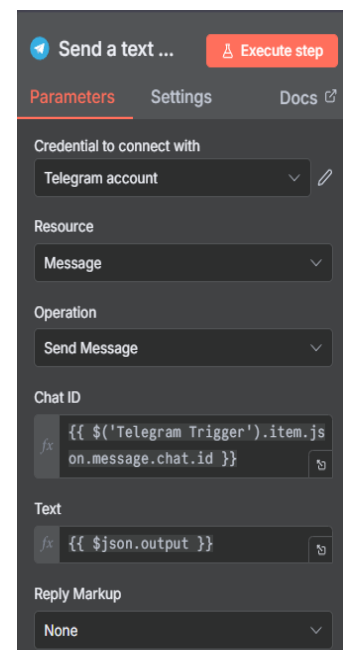 Send a text ...
Execute step
Parameters
Settings
Docs
Credential to connect with
Telegram account
Resource
Message
Operation
Send Message
Chat ID
fx
{{ $('Telegram Trigger').item.js
on.message.chat.id }}
Text
fx
{{ $json.output }}
Reply Markup
None